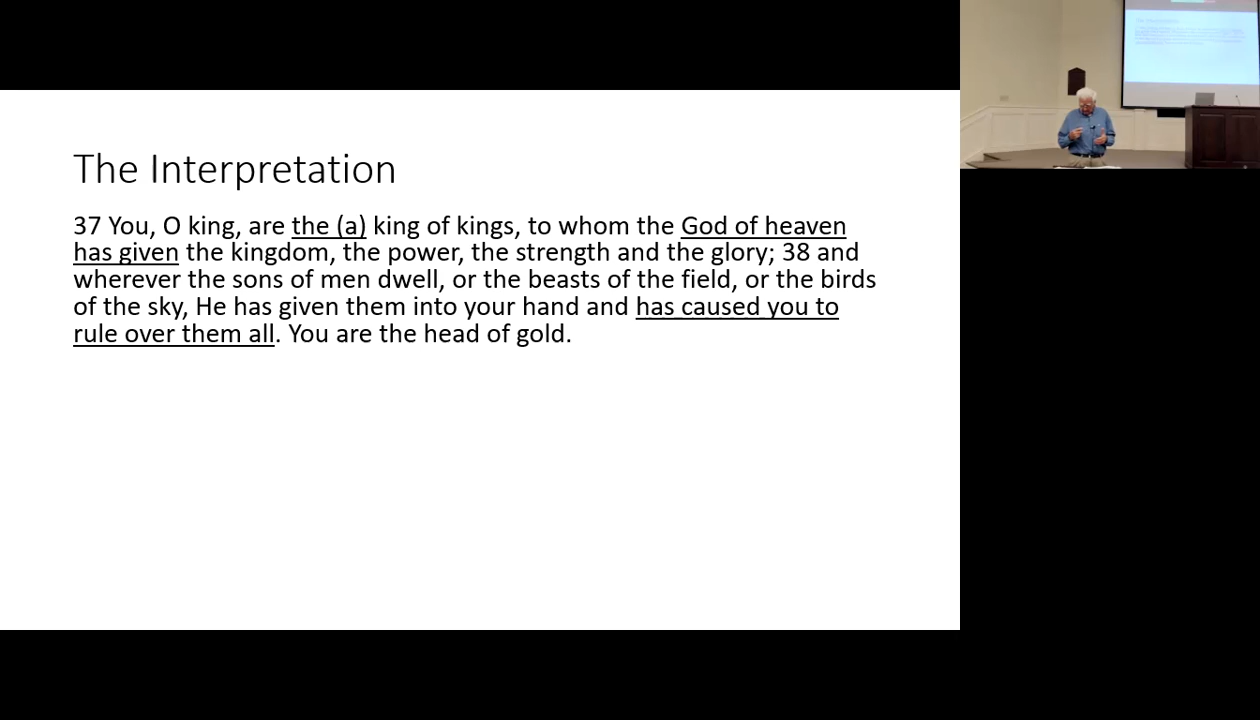 The Interpretation
37 You, O king, are the (a) king of kings, to whom the God of heaven
has given the kingdom, the power, the strength and the glory; 38 and
wherever the sons of men dwell, or the beasts of the field, or the birds
of the sky, He has given them into your hand and has caused you to
rule over them all. You are the head of gold.